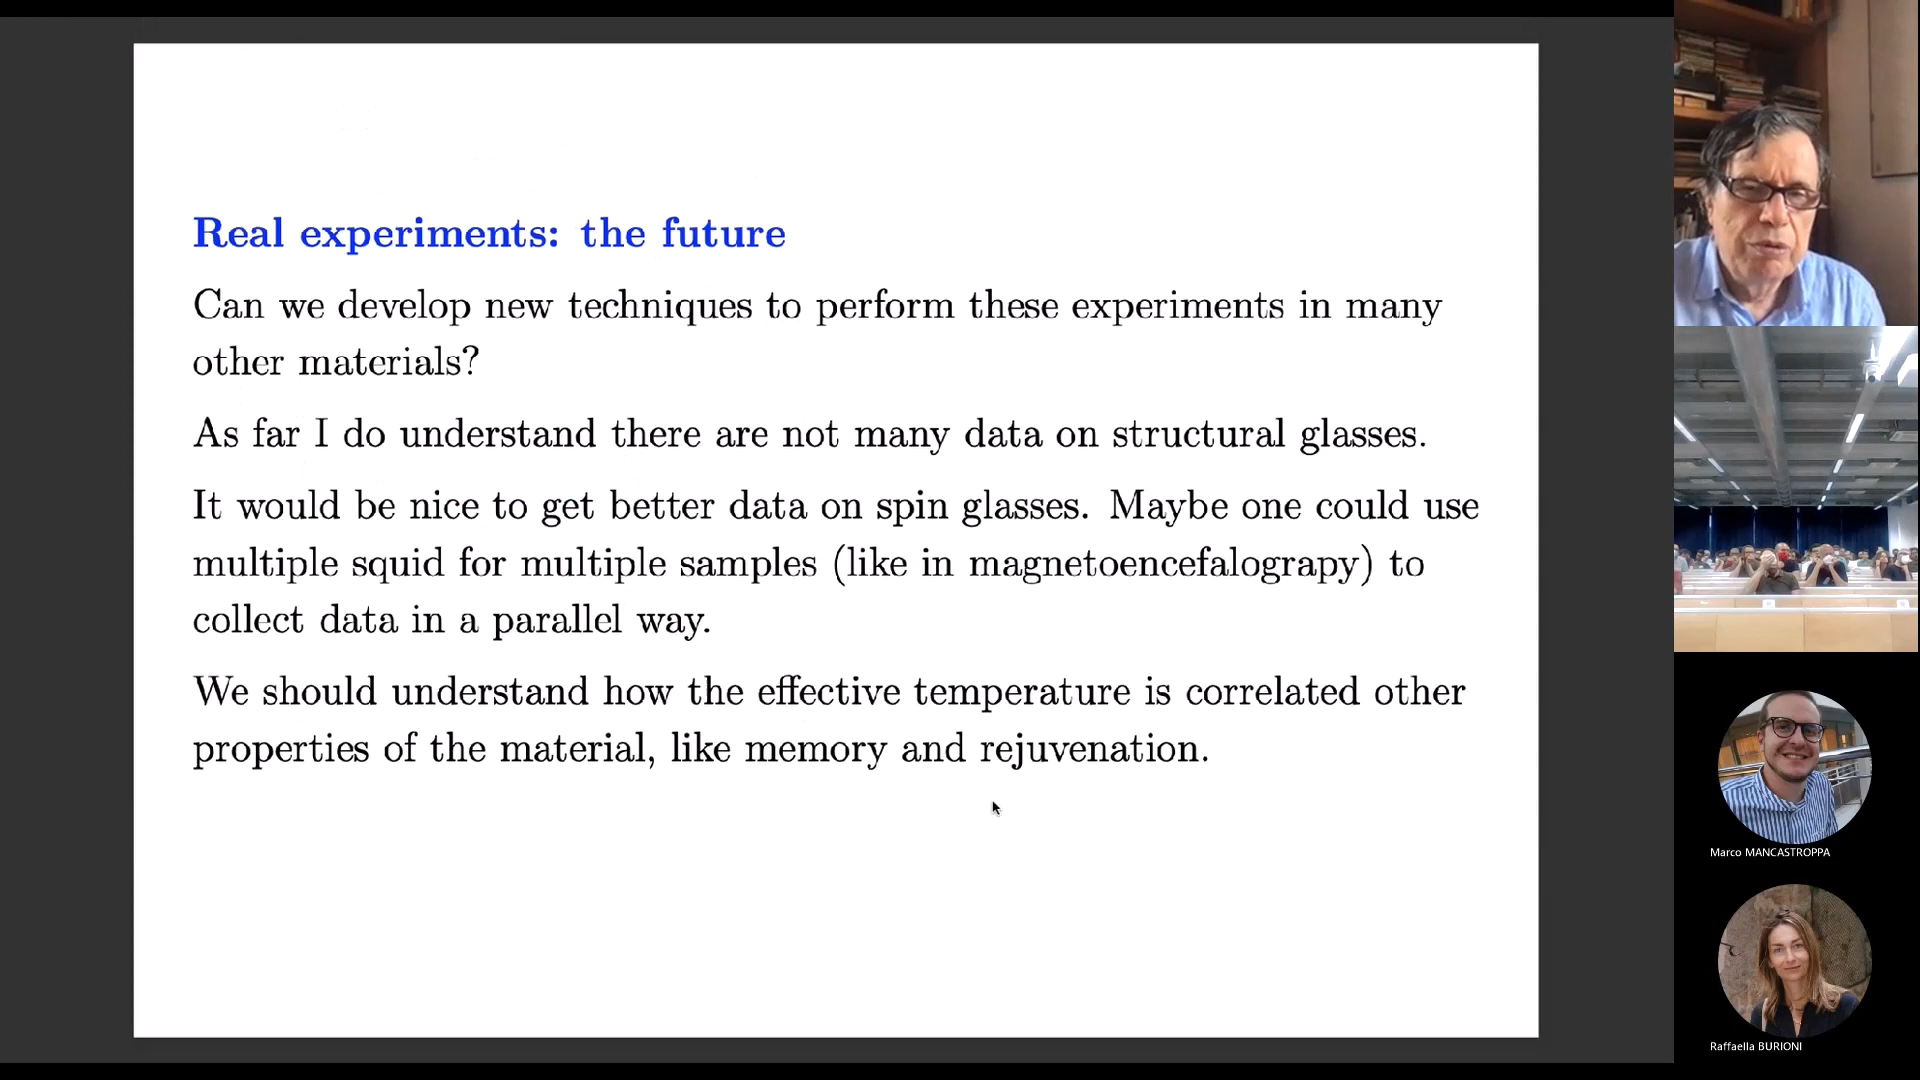 Real experiments: the future
Can we develop new techniques to perform these experiments in many
other materials?
As far I do understand there are not many data on structural glasses.
It would be nice to get better data on spin glasses. Maybe one could use
multiple squid for multiple samples (like in magnetoencefalograpy) to
collect data in a parallel way.
We should understand how the effective temperature is correlated other
properties of the material, like memory and rejuvenation.
Marco MANCASTROPPA
Raffaella BURIONI